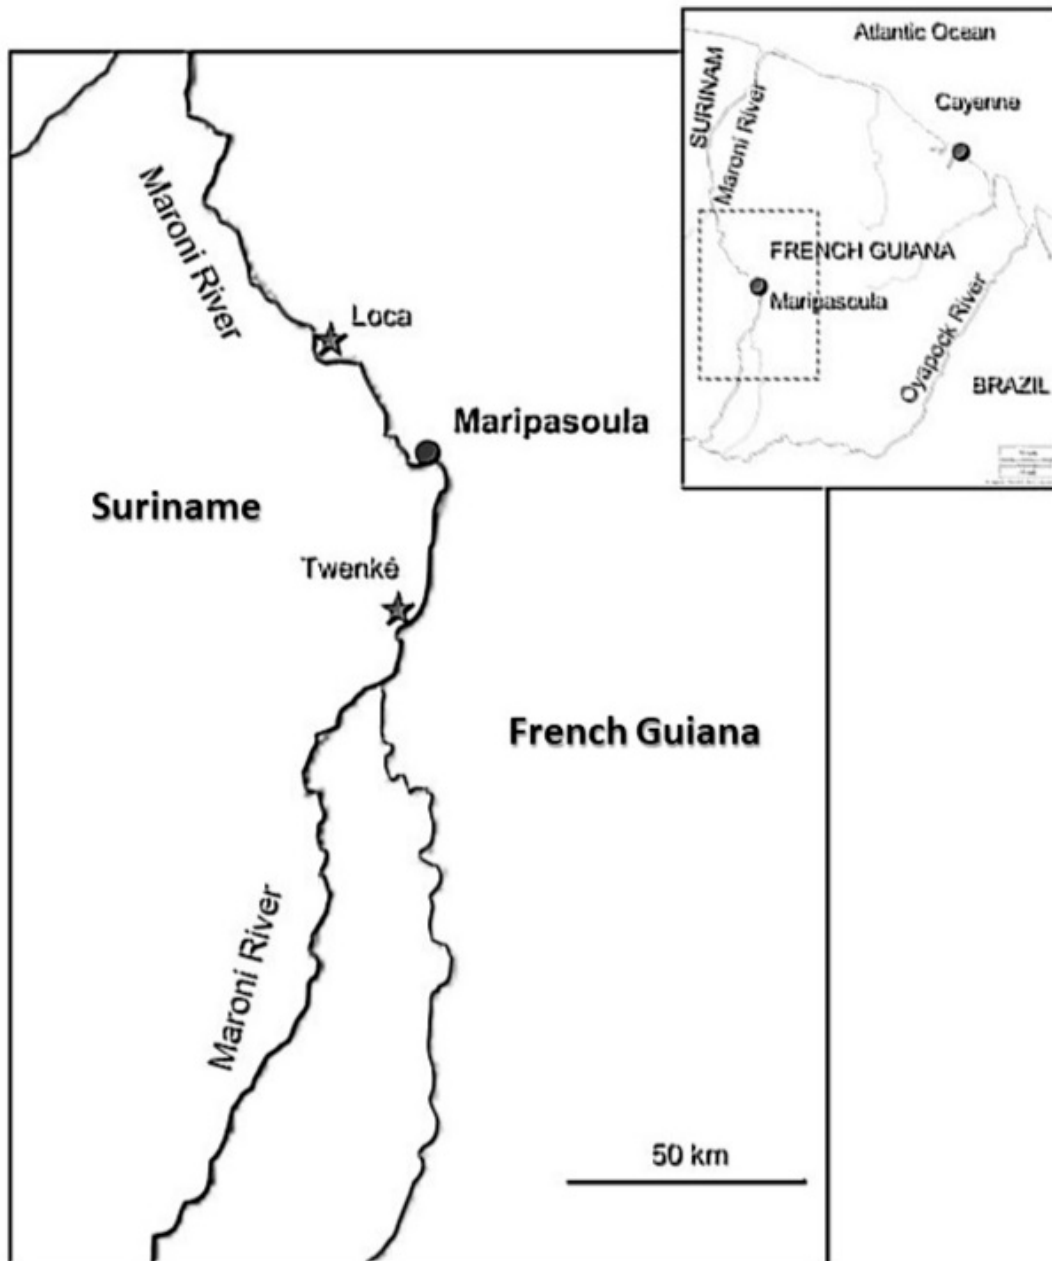 Atlantic Ocean
SURINAM
Maroni River
Cayenne
FRENCH GUIANA
Maripasoula
Oyapock River
BRAZIL
Maroni River
Loca
Maripasoula
Suriname
Twenké
French Guiana
Maroni River
50 km